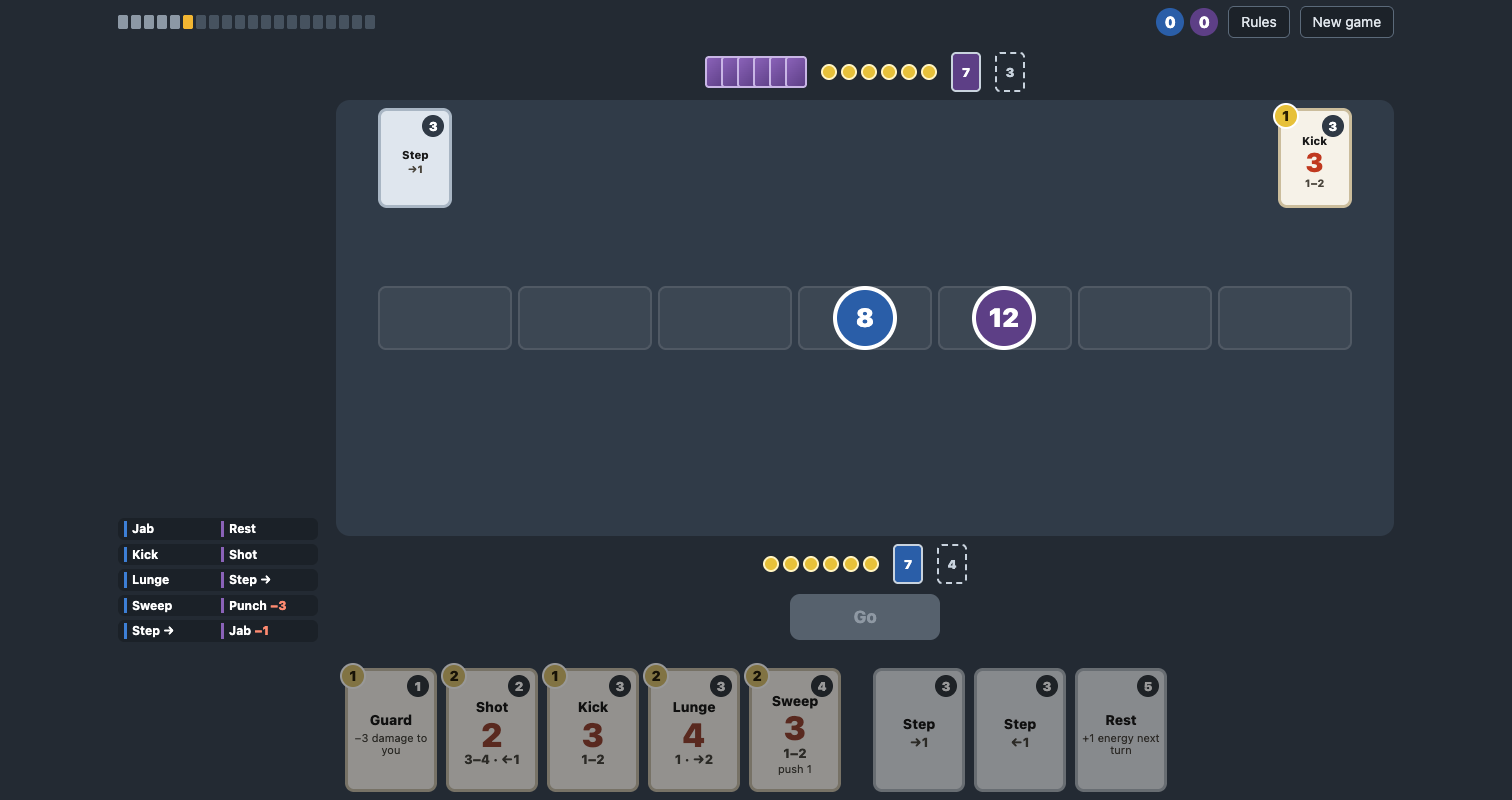 0 0 Rules New game
7 3
3
Step
→1
1 3
Kick
3
1–2
8 12
Jab Rest
Kick Shot
Lunge Step →
Sweep Punch –3
Step → Jab –1
7 4
Go
1 1
Guard
–3 damage to
you
2 2
Shot
2
3–4 · ←1
1 3
Kick
3
1–2
2 3
Lunge
4
1 · →2
2 4
Sweep
3
1–2
push 1
3
Step
→1
3
Step
←1
5
Rest
+1 energy next
turn